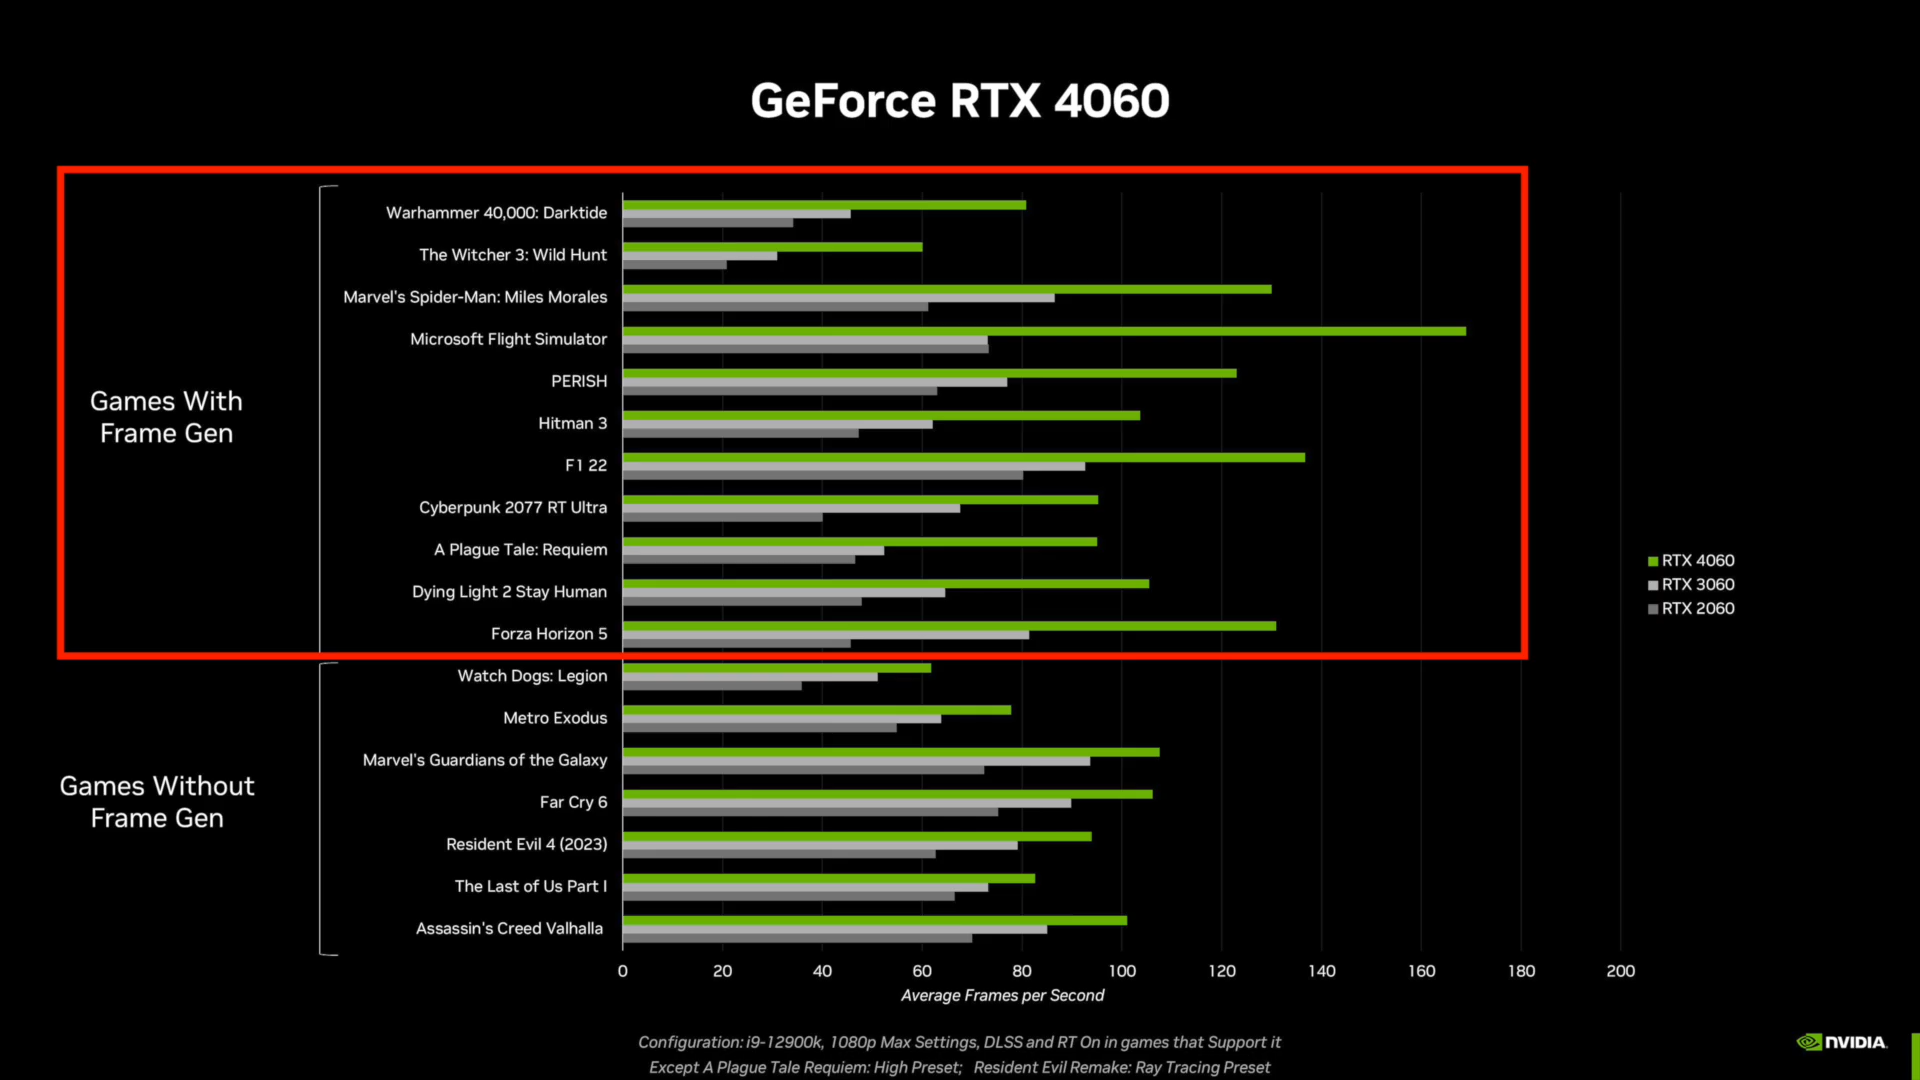 GeForce RTX 4060
Games With
Frame Gen
Warhammer 40,000: Darktide
The Witcher 3: Wild Hunt
Marvel's Spider-Man: Miles Morales
Microsoft Flight Simulator
PERISH
Hitman 3
F1 22
Cyberpunk 2077 RT Ultra
A Plague Tale: Requiem
Dying Light 2 Stay Human
Forza Horizon 5
Games Without
Frame Gen
Watch Dogs: Legion
Metro Exodus
Marvel's Guardians of the Galaxy
Far Cry 6
Resident Evil 4 (2023)
The Last of Us Part I
Assassin's Creed Valhalla
0 20 40 60 80 100 120 140 160 180 200
Average Frames per Second
RTX 4060
RTX 3060
RTX 2060
Configuration: i9-12900k, 1080p Max Settings, DLSS and RT On in games that Support it
Except A Plague Tale Requiem: High Preset; Resident Evil Remake: Ray Tracing Preset
NVIDIA.